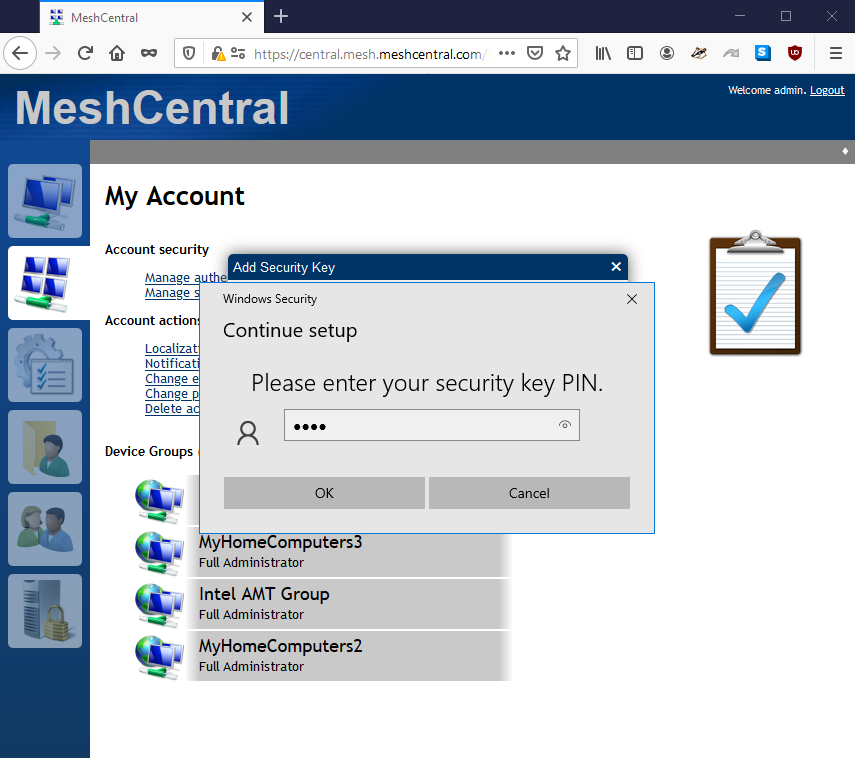 MeshCentral
https://central.mesh.meshcentral.com/
MeshCentral
Welcome admin. Logout
My Account
Account security
Manage authe
Manage s
Account actions
Localizat
Notificati
Change e
Change p
Delete ac
Device Groups (
Add Security Key
Windows Security
Continue setup
Please enter your security key PIN.
OK
Cancel
MyHomeComputers3
Full Administrator
Intel AMT Group
Full Administrator
MyHomeComputers2
Full Administrator